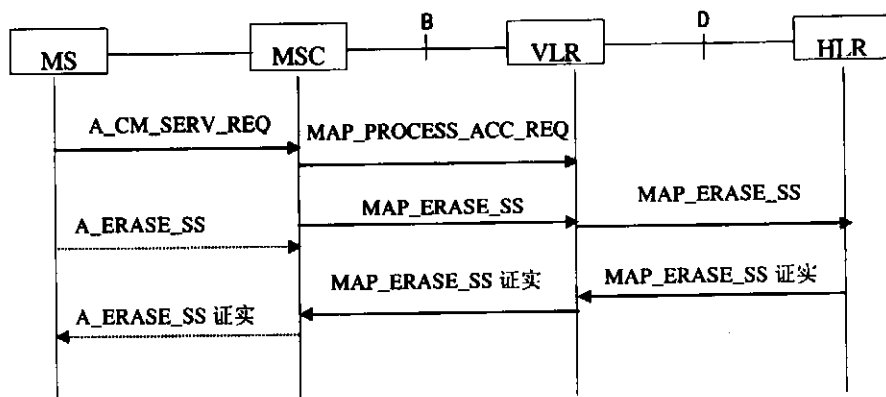 B
D
MS
MSC
VLR
HLR
A_CM_SERV_REQ
MAP_PROCESS_ACC_REQ
A_ERASE_SS
MAP_ERASE_SS
MAP_ERASE_SS
MAP_ERASE_SS 证实
MAP_ERASE_SS 证实
A_ERASE_SS 证实